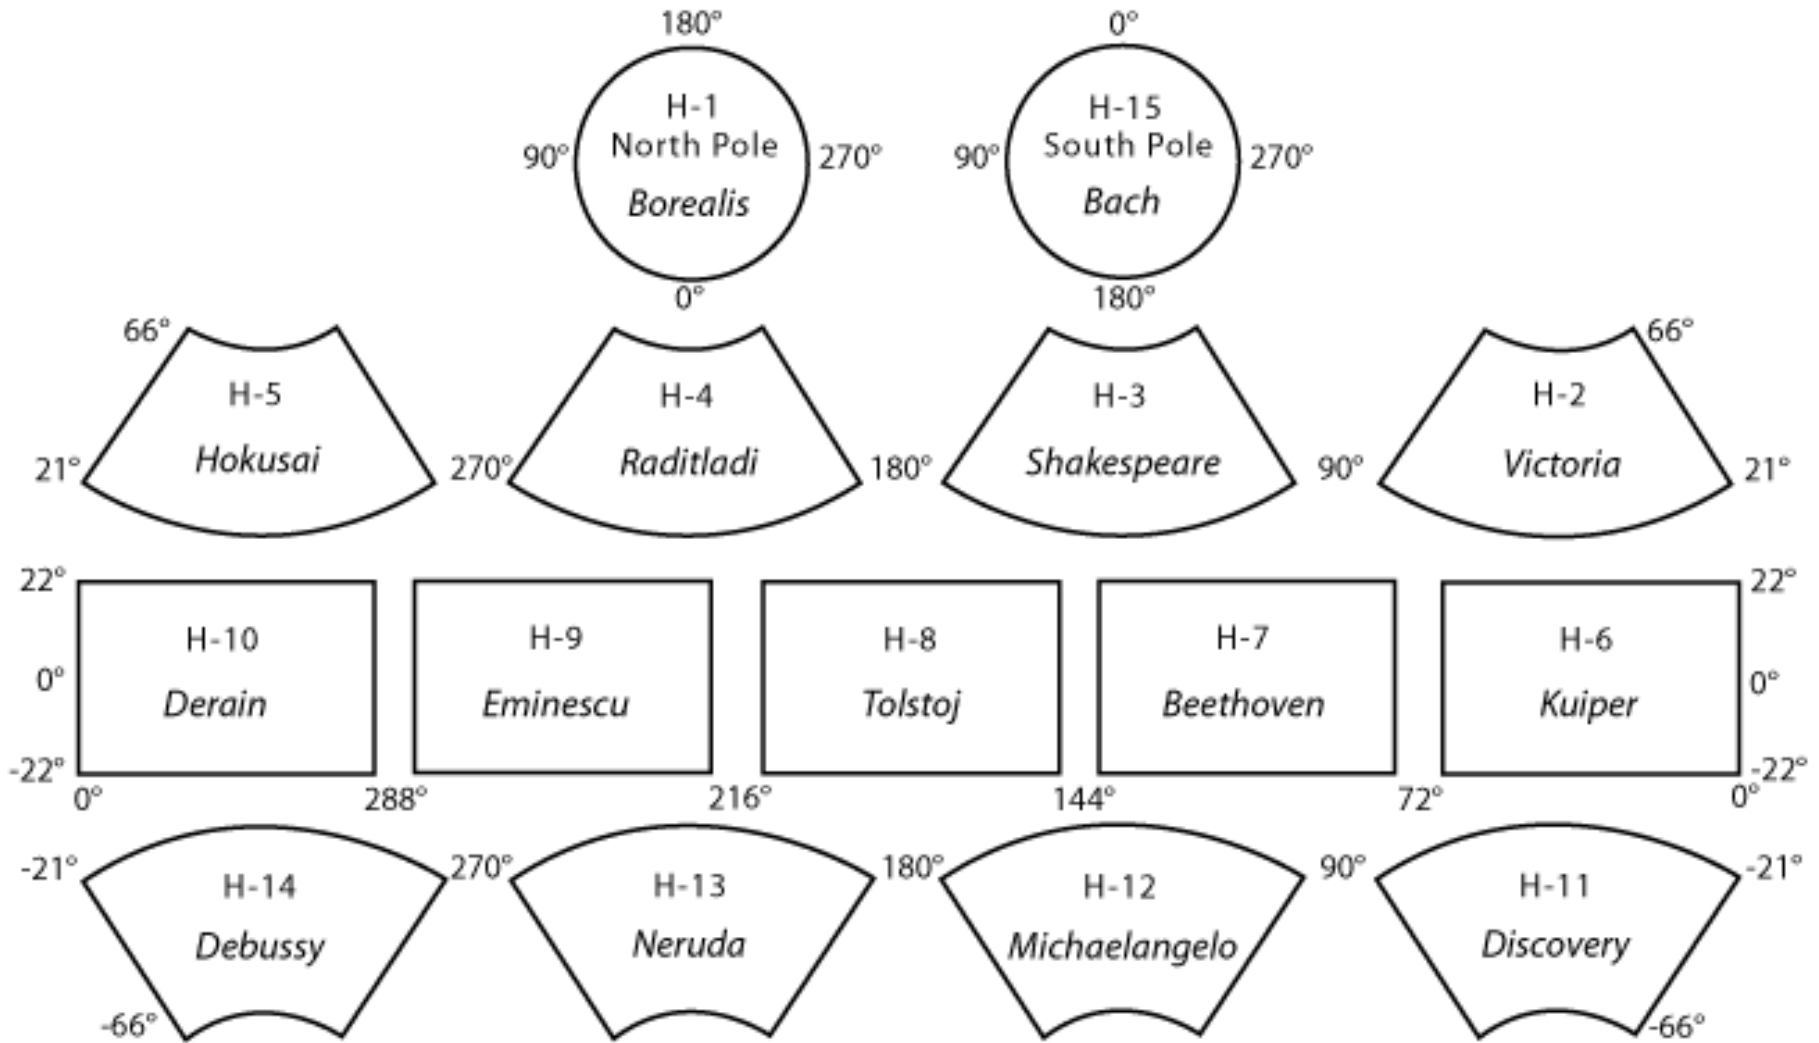 180° 0°
H-1 H-15
North Pole South Pole
90° 270° 90° 270°
Borealis Bach
0° 180°
66° 66°
H-5 H-4 H-3 H-2
Hokusai Raditladi Shakespeare Victoria
21° 270° 180° 90° 21°
22° 22°
H-10 H-9 H-8 H-7 H-6
0° 0°
Derain Eminescu Tolstoj Beethoven Kuiper
-22° -22°
0° 288° 216° 144° 72° 0°
-21° 270° 180° 90° -21°
H-14 H-13 H-12 H-11
Debussy Neruda Michaelangelo Discovery
-66° -66°